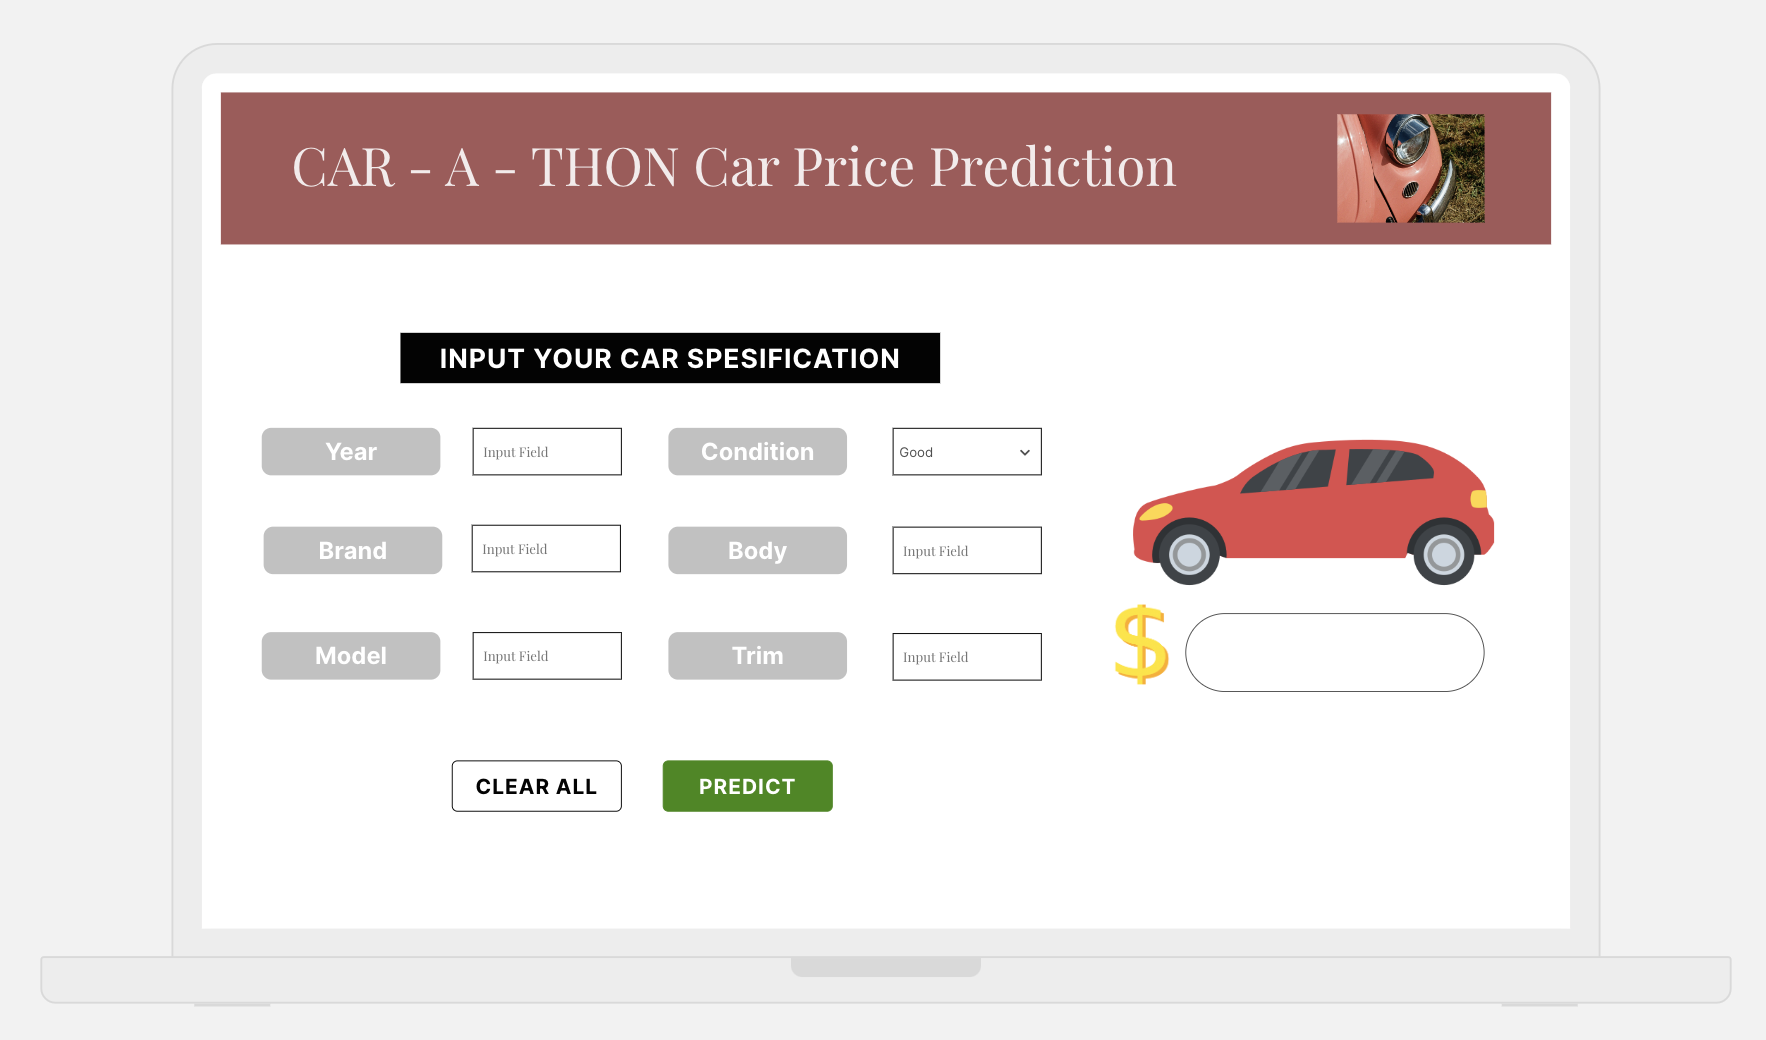 CAR - A - THON Car Price Prediction
INPUT YOUR CAR SPESIFICATION
Year
Input Field
Condition
Good
Brand
Input Field
Body
Input Field
Model
Input Field
Trim
Input Field
$
CLEAR ALL
PREDICT